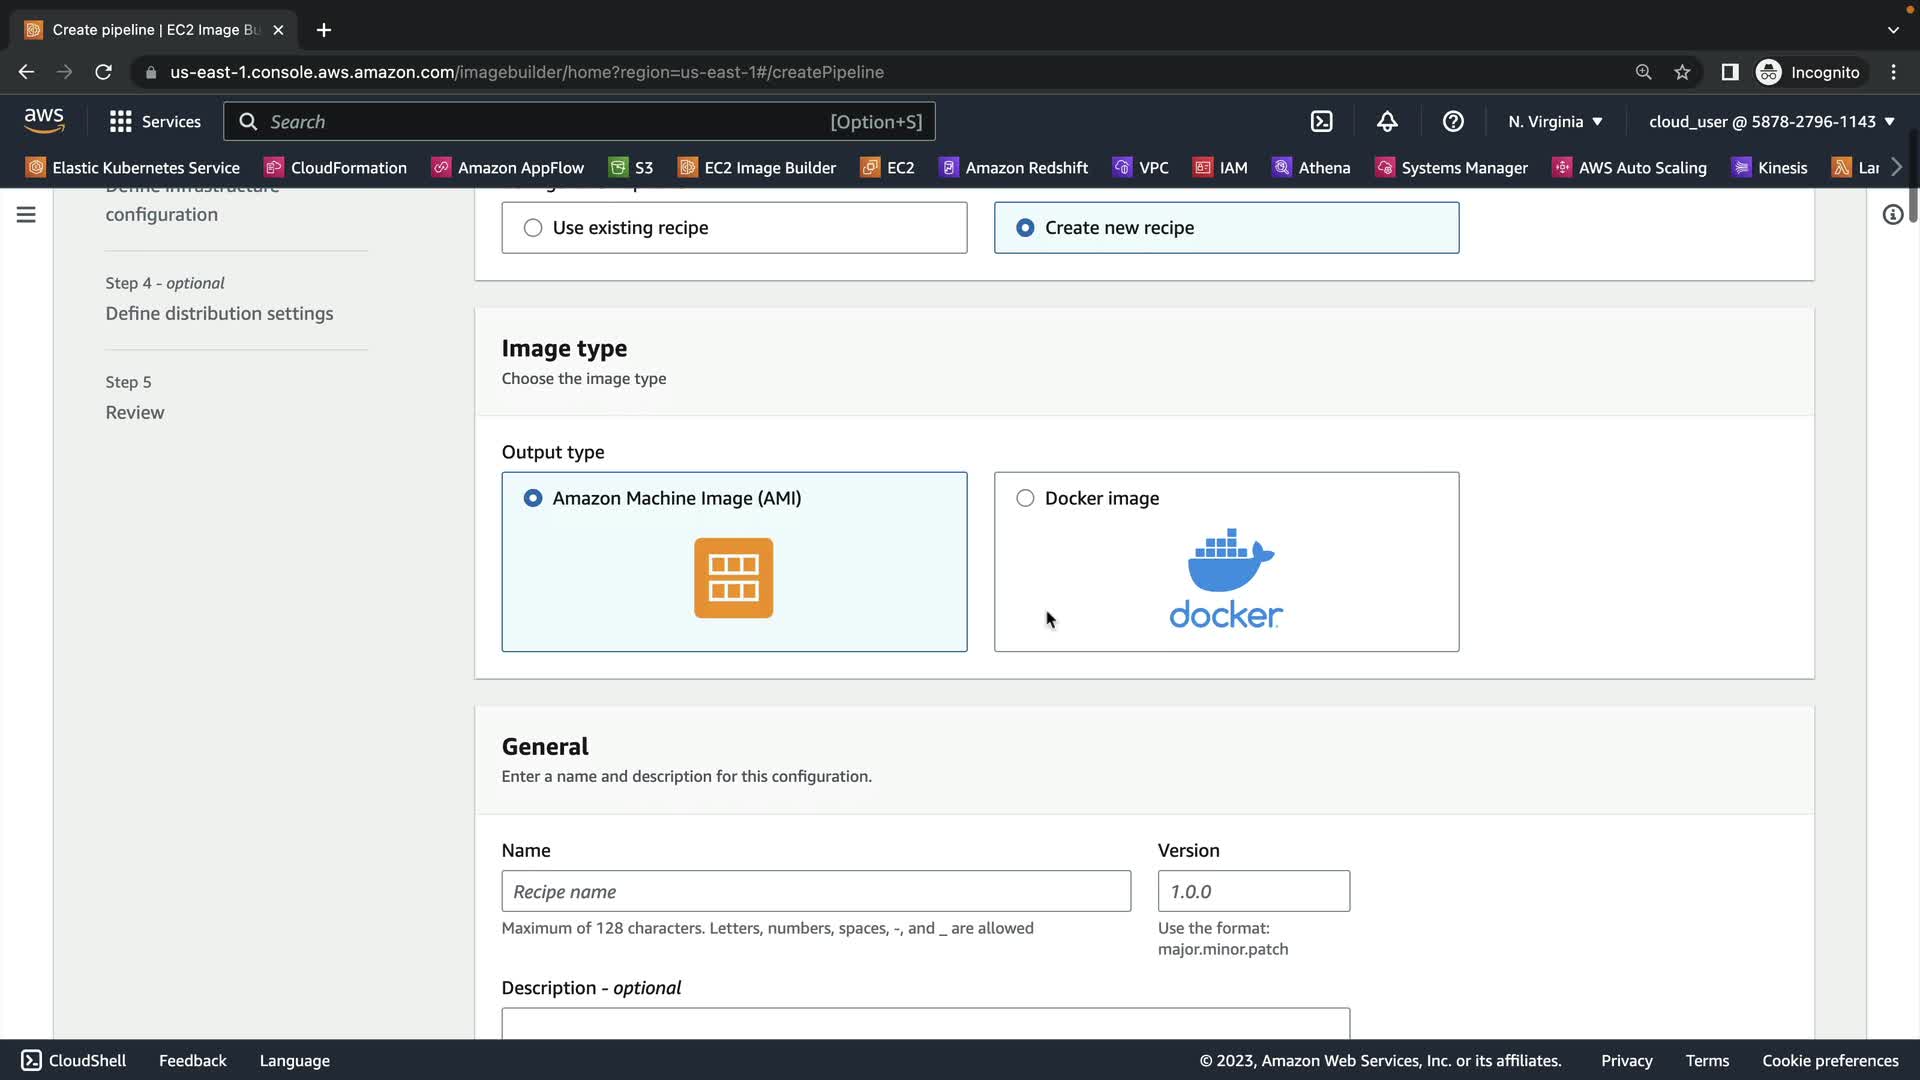 Create pipeline | EC2 Image Bu
us-east-1.console.aws.amazon.com/imagebuilder/home?region=us-east-1#/createPipeline
Incognito
aws
Services
Search
[Option+S]
N. Virginia
cloud_user @ 5878-2796-1143
Elastic Kubernetes Service
CloudFormation
Amazon AppFlow
S3
EC2 Image Builder
EC2
Amazon Redshift
VPC
IAM
Athena
Systems Manager
AWS Auto Scaling
Kinesis
Lar
Define infrastructure
configuration
Step 4 - optional
Define distribution settings
Step 5
Review
Use existing recipe
Create new recipe
Image type
Choose the image type
Output type
Amazon Machine Image (AMI)
Docker image
docker
General
Enter a name and description for this configuration.
Name
Version
Recipe name
1.0.0
Maximum of 128 characters. Letters, numbers, spaces, -, and _ are allowed
Use the format:
major.minor.patch
Description - optional
CloudShell
Feedback
Language
© 2023, Amazon Web Services, Inc. or its affiliates.
Privacy
Terms
Cookie preferences